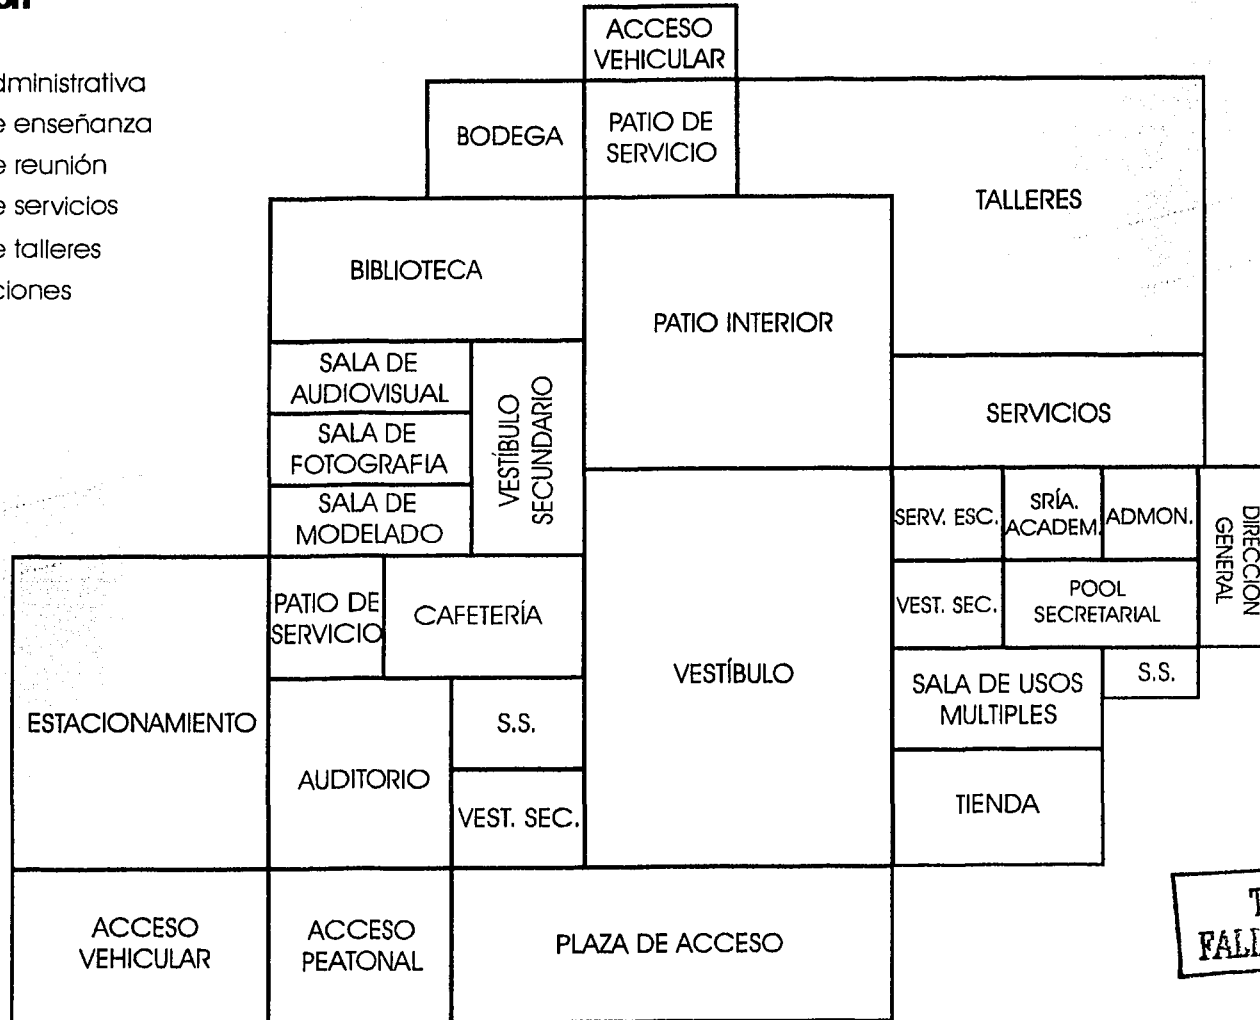 dministrativa
e enseñanza
e reunión
e servicios
e talleres
ciones
ACCESO
VEHICULAR
BODEGA
PATIO DE
SERVICIO
TALLERES
BIBLIOTECA
PATIO INTERIOR
SALA DE
AUDIOVISUAL
SALA DE
FOTOGRAFIA
SALA DE
MODELADO
VESTÍBULO
SECUNDARIO
SERVICIOS
SERV. ESC.
SRÍA.
ACADEM.
ADMON.
DIRECCION
GENERAL
PATIO DE
SERVICIO
CAFETERÍA
VEST. SEC.
POOL
SECRETARIAL
ESTACIONAMIENTO
VESTÍBULO
SALA DE USOS
MULTIPLES
S.S.
S.S.
AUDITORIO
VEST. SEC.
TIENDA
ACCESO
VEHICULAR
ACCESO
PEATONAL
PLAZA DE ACCESO
T
FALL